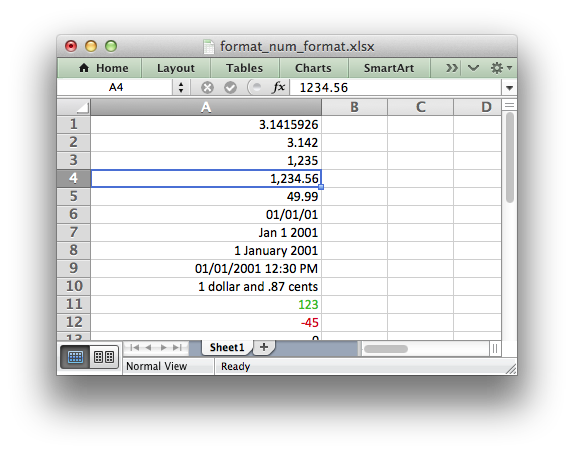 format_num_format.xlsx
Home Layout Tables Charts SmartArt
A4 fx 1234.56
A B C D
1 3.1415926
2 3.142
3 1,235
4 1,234.56
5 49.99
6 01/01/01
7 Jan 1 2001
8 1 January 2001
9 01/01/2001 12:30 PM
10 1 dollar and .87 cents
11 123
12 -45
13 0
Sheet1
Normal View Ready